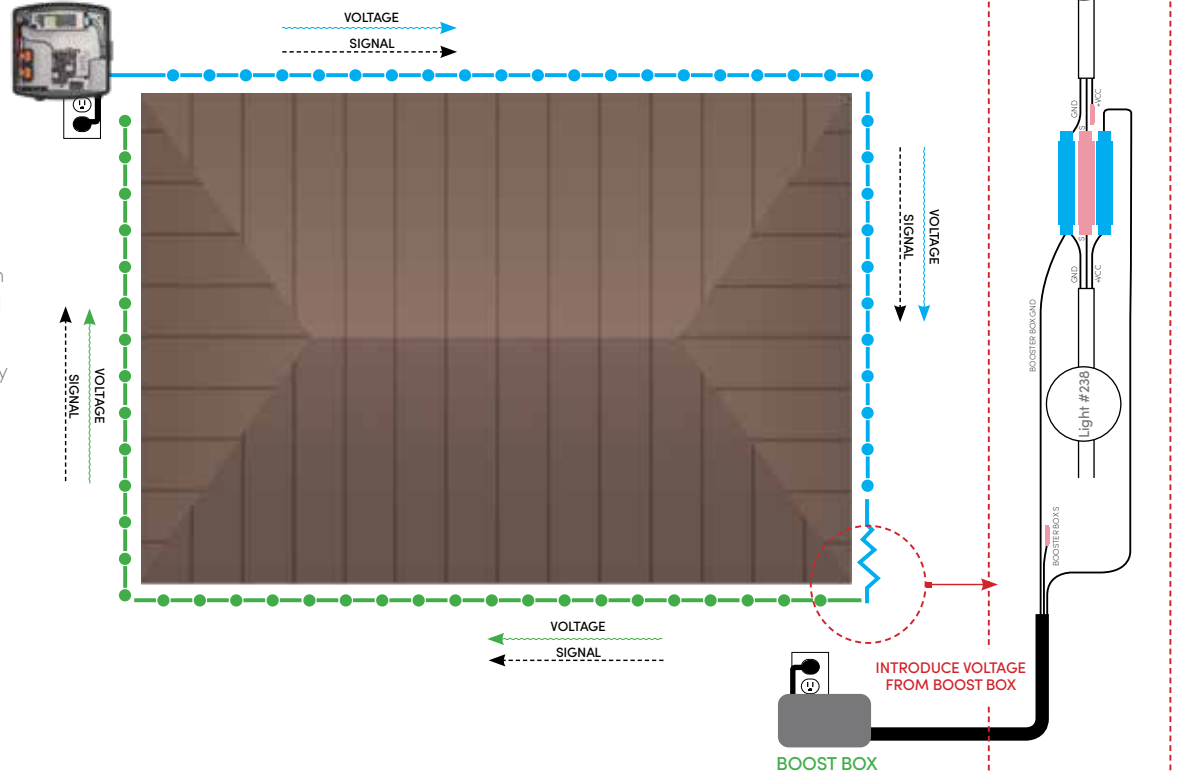 VOLTAGE
SIGNAL
VOLTAGE
SIGNAL
VOLTAGE
SIGNAL
VOLTAGE
SIGNAL
n
y
INTRODUCE VOLTAGE
FROM BOOST BOX
BOOST BOX
GND
S
+VCC
S
GND
+VCC
BOOSTER BOX GND
Light #238
BOOSTER BOX S